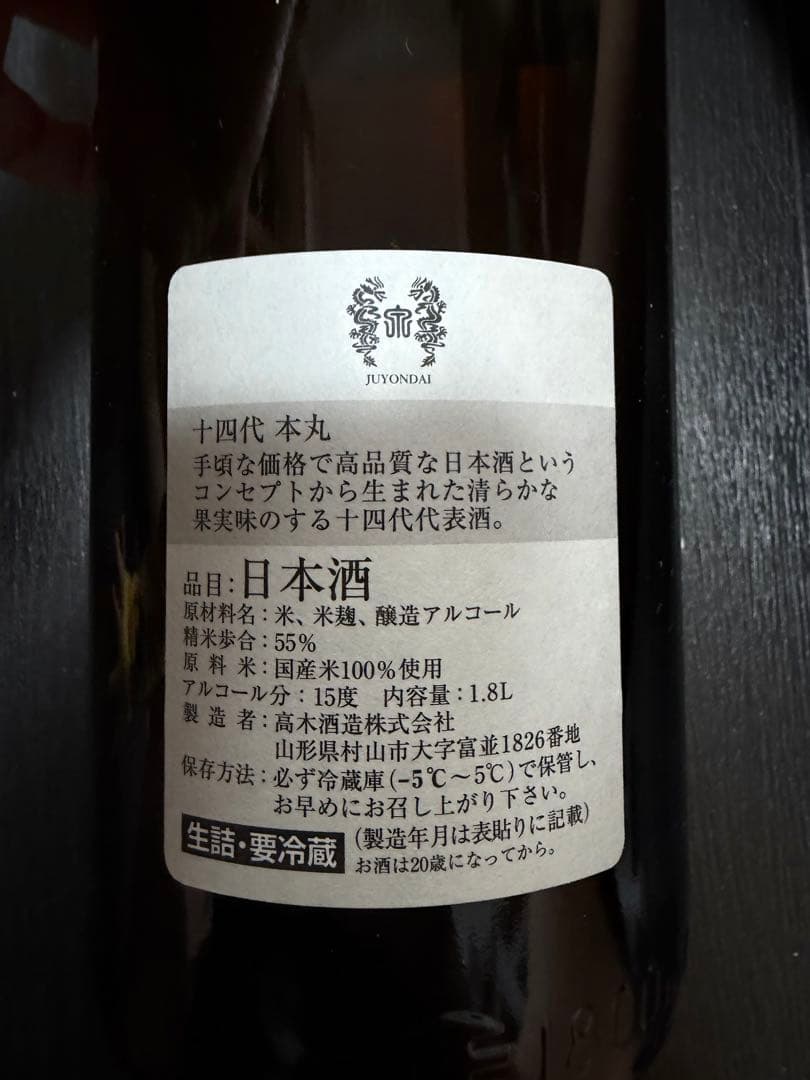 JUYONDAI
十四代 本丸
手頃な価格で高品質な日本酒という
コンセプトから生まれた清らかな
果実味のする十四代代表酒。
品目：日本酒
原材料名：米、米麹、醸造アルコール
精米歩合：55%
原料米：国産米100%使用
アルコール分：15度 内容量：1.8L
製造者：高木酒造株式会社
山形県村山市大字富並1826番地
保存方法：必ず冷蔵庫(−5℃～5℃)で保管し、
お早めにお召し上がり下さい。
生詰・要冷蔵
(製造年月は表貼りに記載)
お酒は20歳になってから。